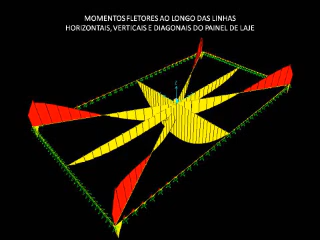 MOMENTOS FLETORES AO LONGO DAS LINHAS
HORIZONTAIS, VERTICAIS E DIAGONAIS DO PAINEL DE LAJE